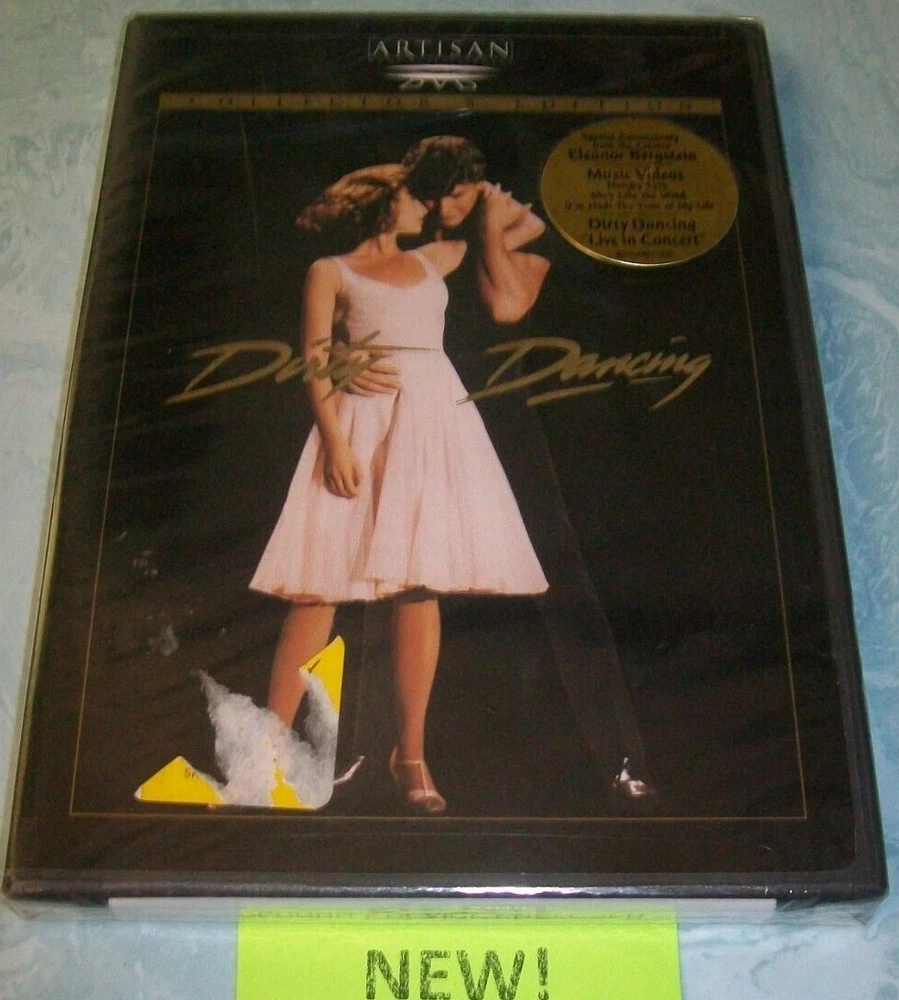 ARTISAN
DVD
COLLECTOR'S EDITION
Special Commentary
from the Creator
Eleanor Bergstein
Music Videos
Hungry Eyes
She's Like the Wind
(I've Had) The Time of My Life
Dirty Dancing
"Live in Concert"
Dirty Dancing
NEW!